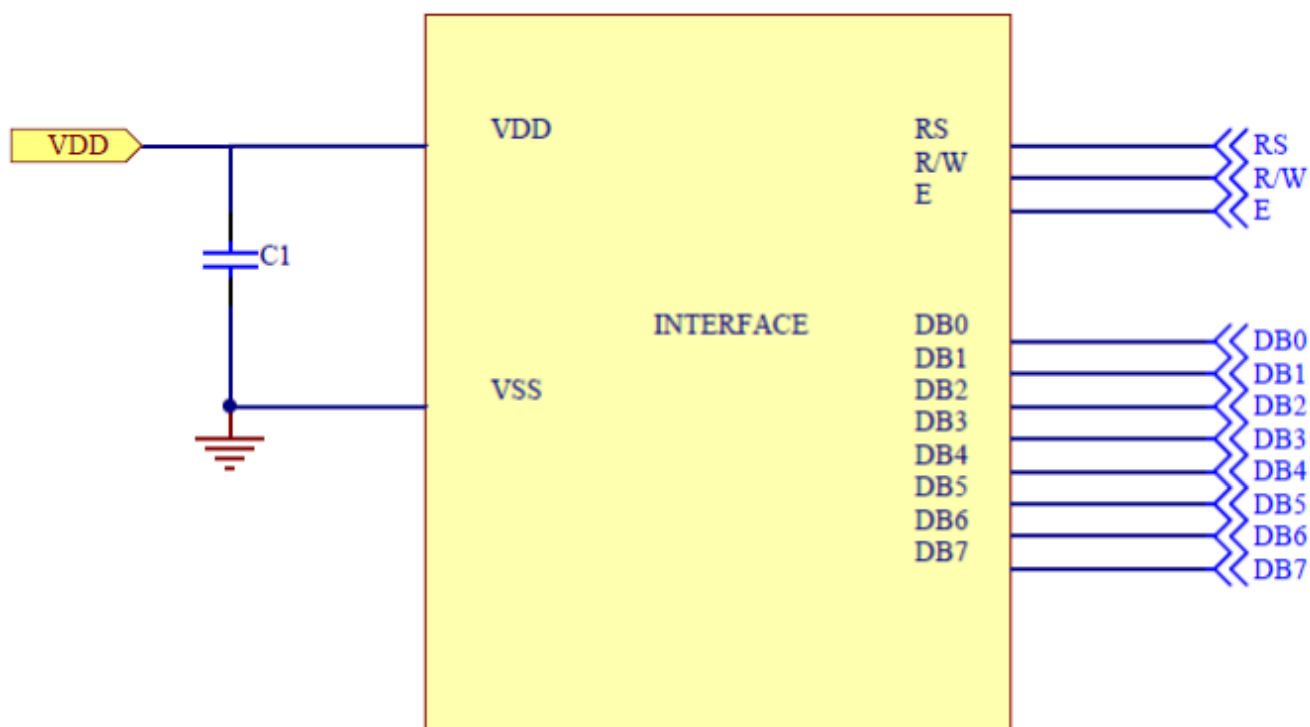 VDD
VDD
RS
RS
R/W
R/W
E
E
C1
INTERFACE
DB0
DB0
DB1
DB1
VSS
DB2
DB2
DB3
DB3
DB4
DB4
DB5
DB5
DB6
DB6
DB7
DB7